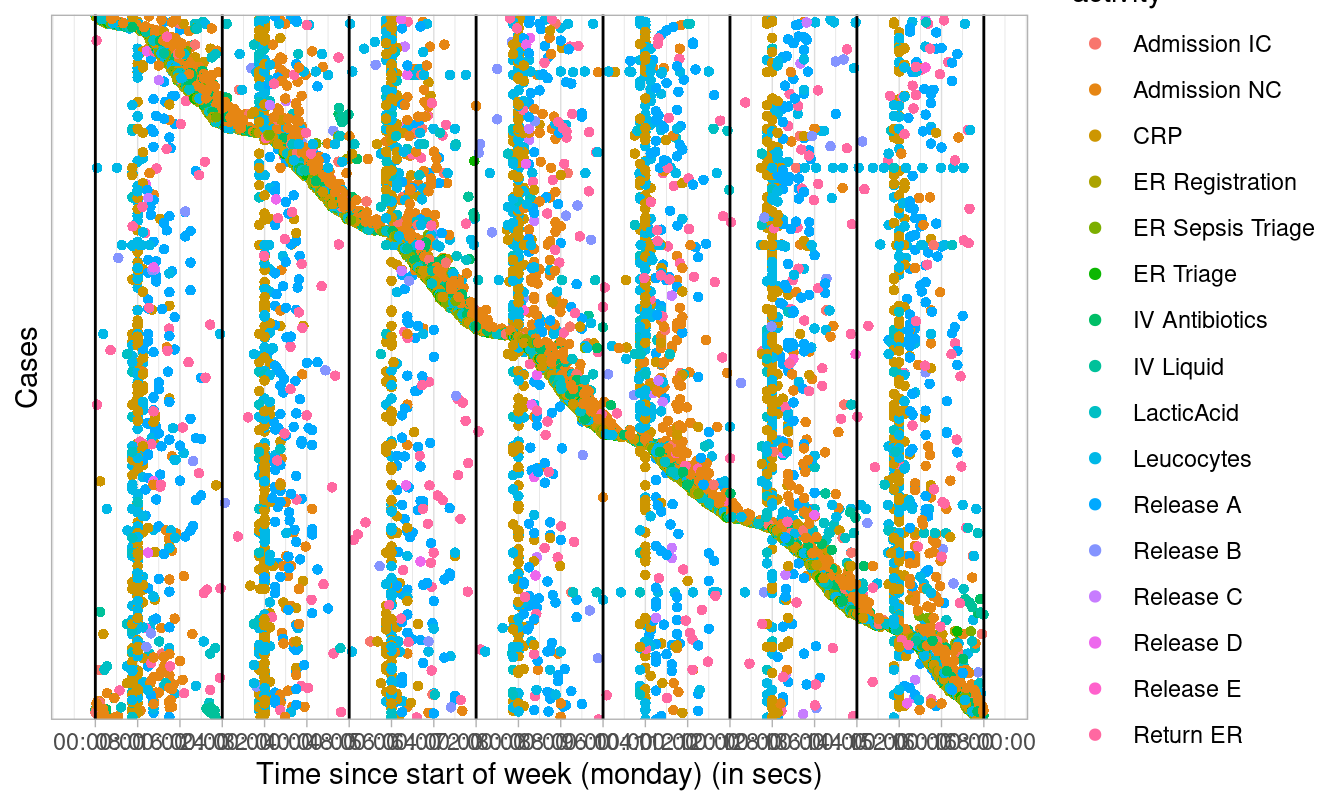 activity
Admission IC
Admission NC
CRP
ER Registration
ER Sepsis Triage
ER Triage
IV Antibiotics
IV Liquid
LacticAcid
Leucocytes
Release A
Release B
Release C
Release D
Release E
Return ER
Cases
Time since start of week (monday) (in secs)